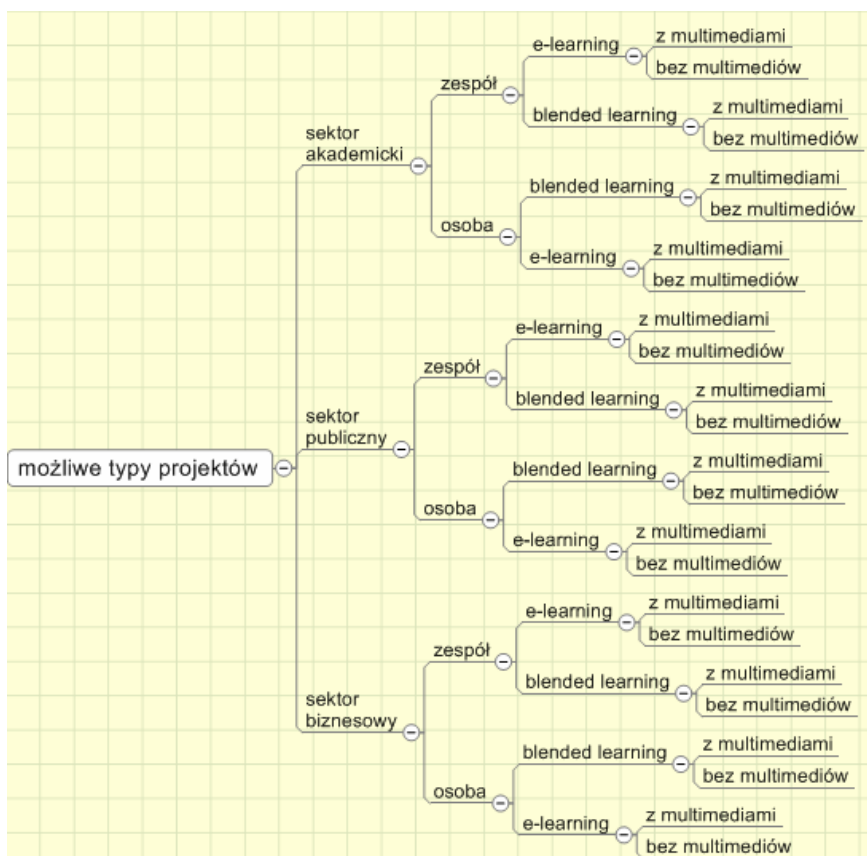 możliwe typy projektów
sektor
akademicki
zespół
e-learning
z multimediami
bez multimediów
blended learning
z multimediami
bez multimediów
osoba
blended learning
z multimediami
bez multimediów
e-learning
z multimediami
bez multimediów
sektor
publiczny
zespół
e-learning
z multimediami
bez multimediów
blended learning
z multimediami
bez multimediów
osoba
blended learning
z multimediami
bez multimediów
e-learning
z multimediami
bez multimediów
sektor
biznesowy
zespół
e-learning
z multimediami
bez multimediów
blended learning
z multimediami
bez multimediów
osoba
blended learning
z multimediami
bez multimediów
e-learning
z multimediami
bez multimediów